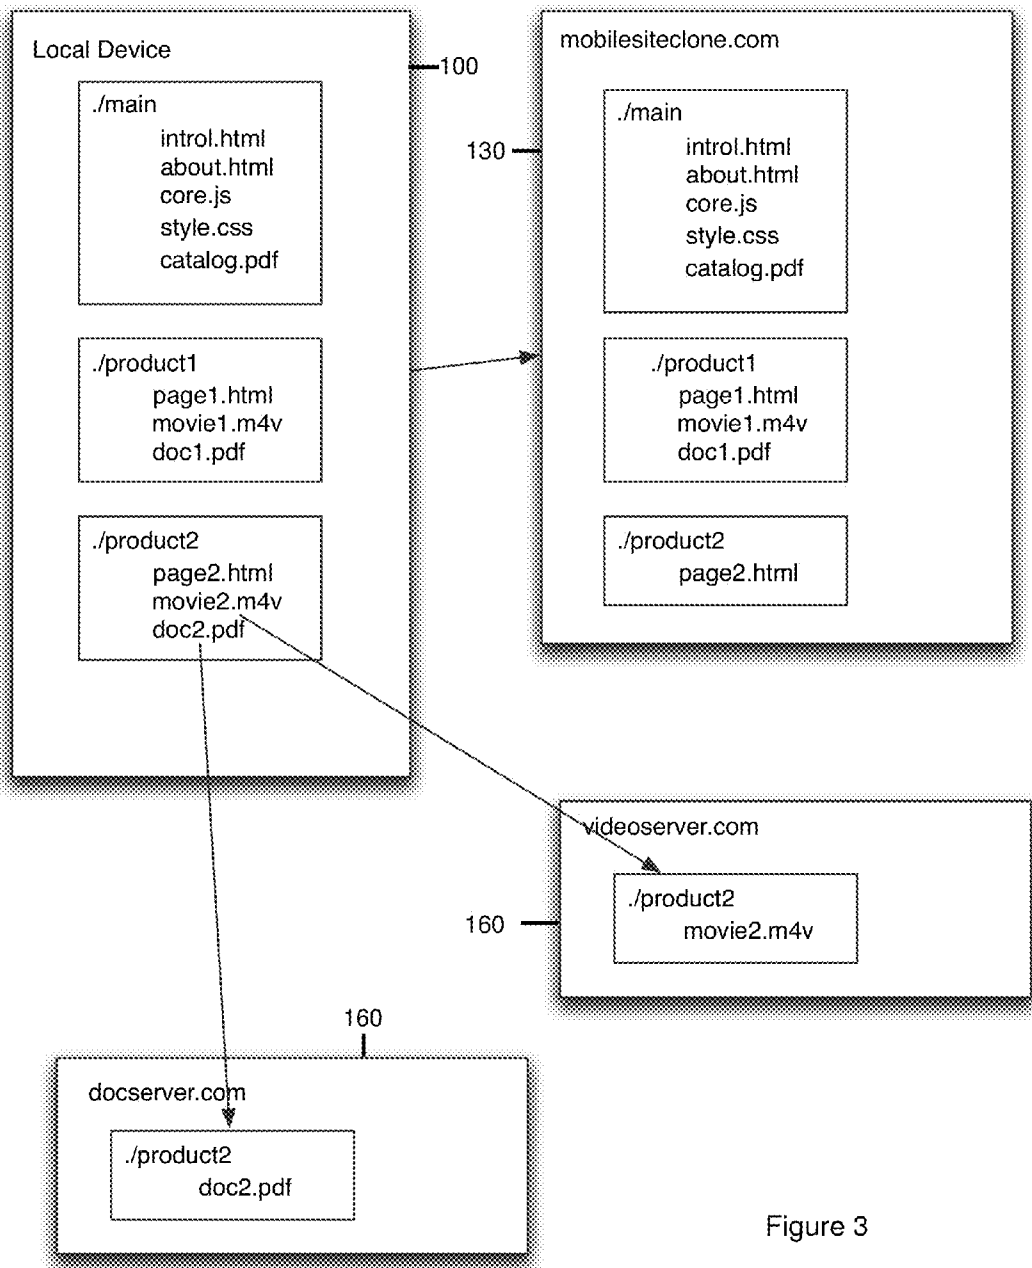 Local Device
100
./main
introl.html
about.html
core.js
style.css
catalog.pdf
./product1
page1.html
movie1.m4v
doc1.pdf
./product2
page2.html
movie2.m4v
doc2.pdf
mobilesiteclone.com
130
./main
introl.html
about.html
core.js
style.css
catalog.pdf
./product1
page1.html
movie1.m4v
doc1.pdf
./product2
page2.html
videoserver.com
160
./product2
movie2.m4v
160
docserver.com
./product2
doc2.pdf
Figure 3